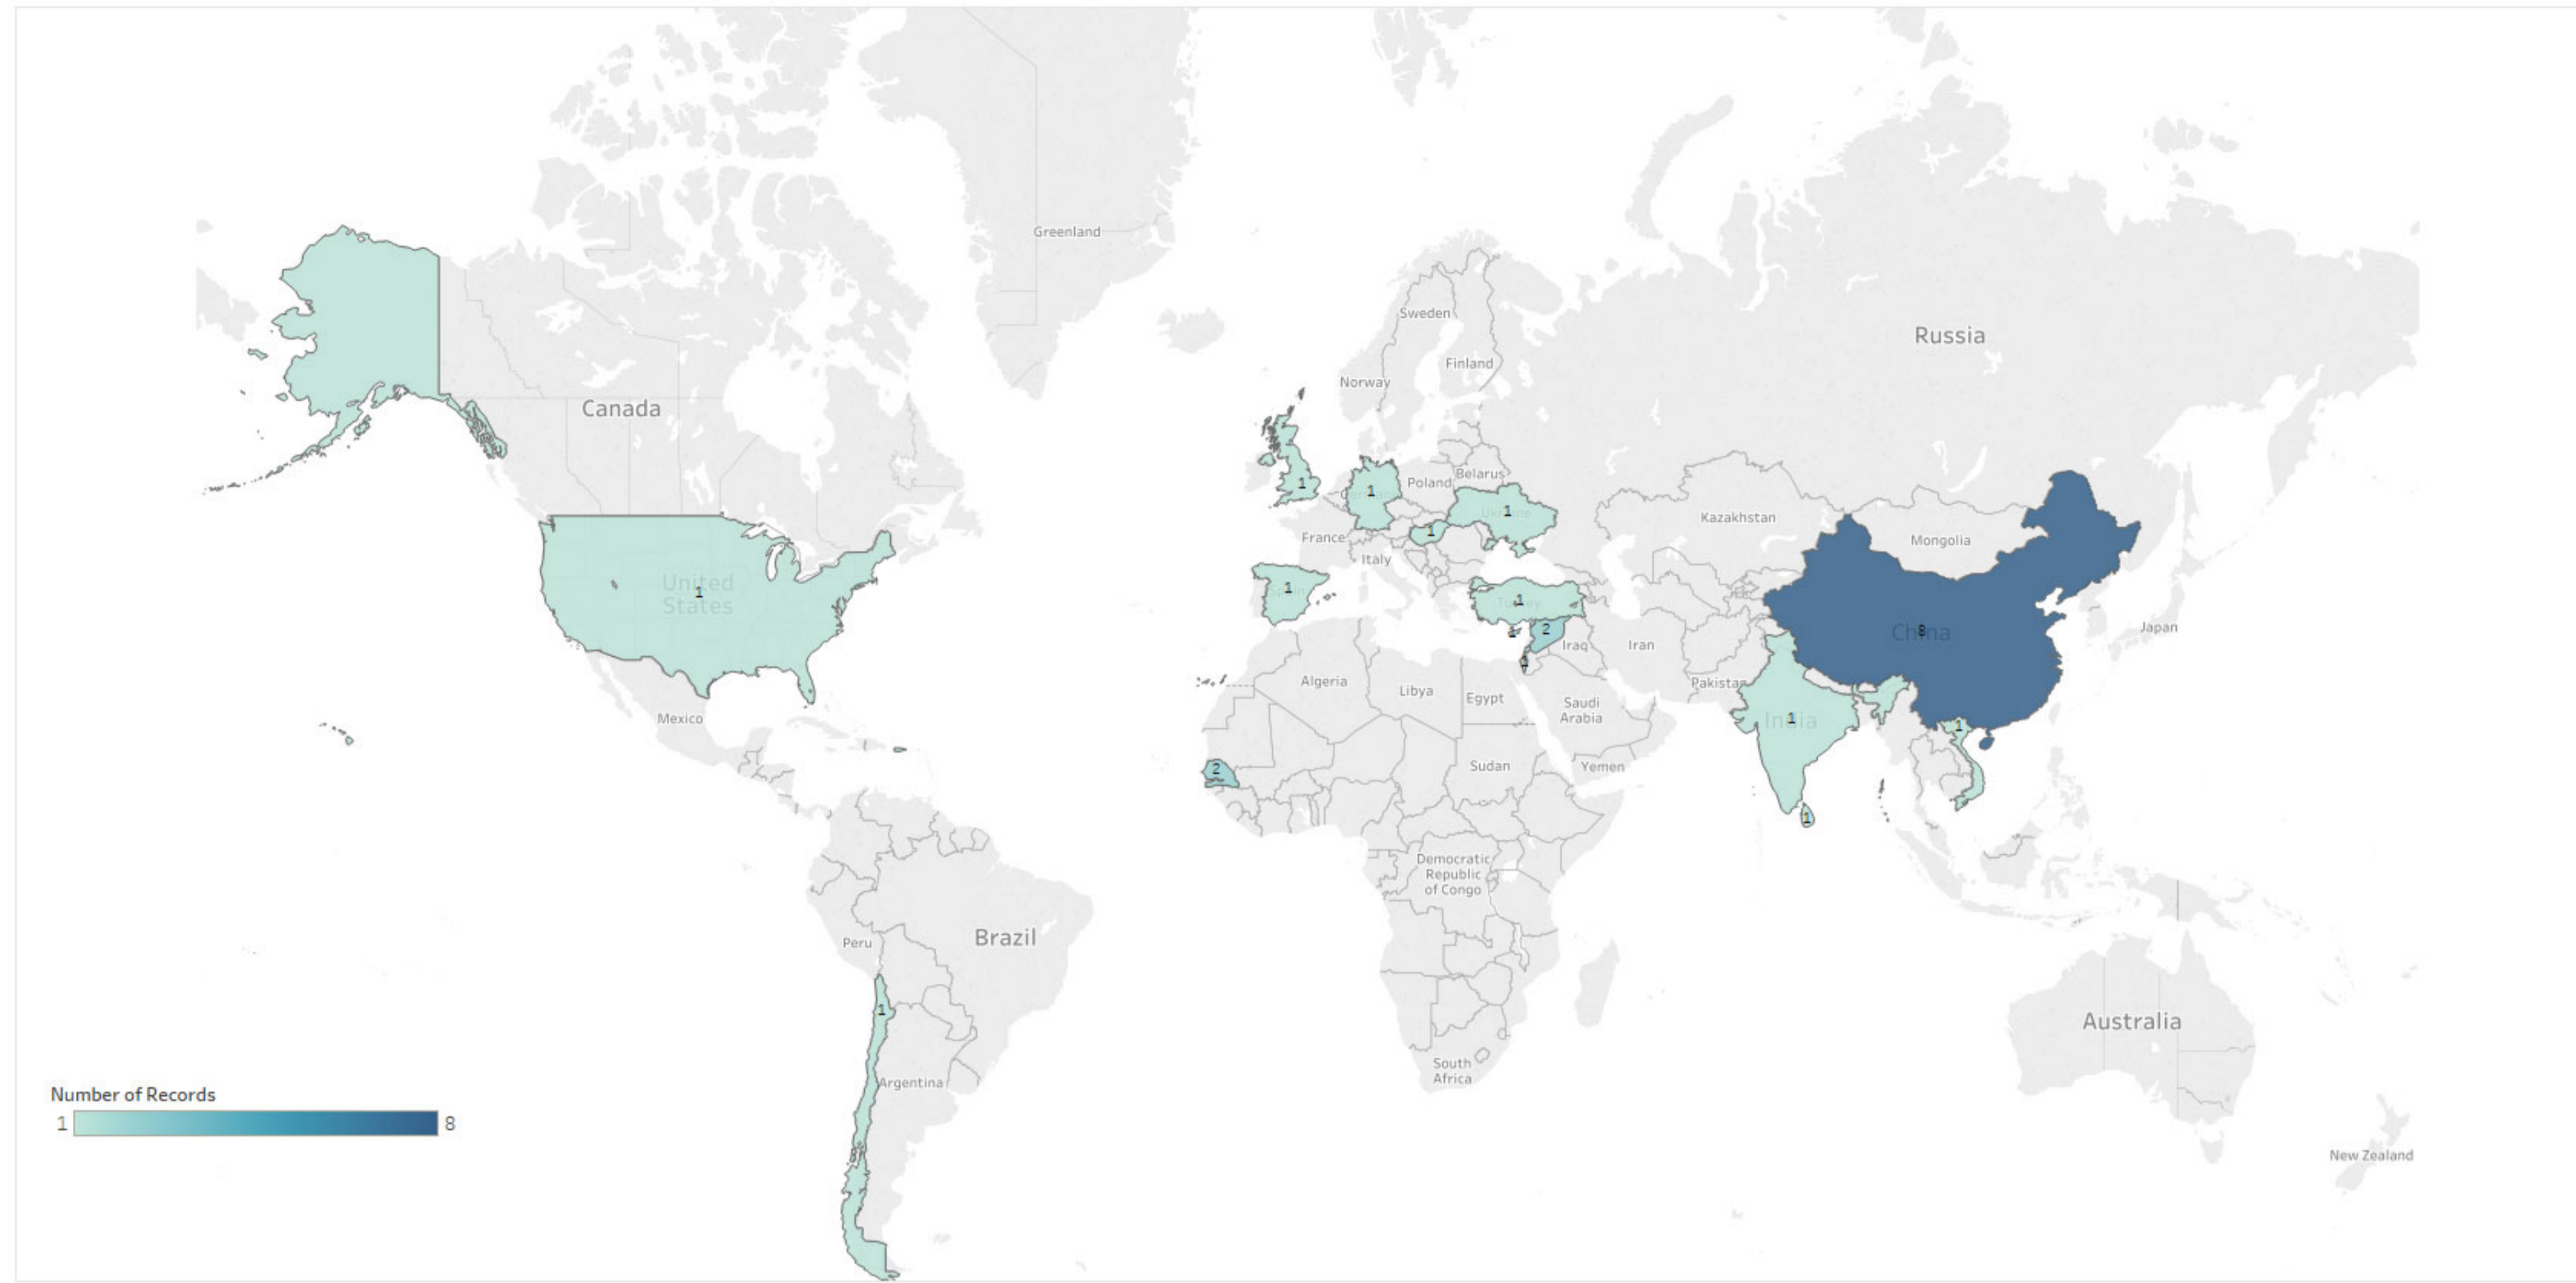 Greenland
Sweden
Russia
Finland
Norway
Canada
1
1
Poland
Belarus
1
Kazakhstan
1
France
Mongolia
Italy
United
1
States
1
1
2
China
8
Japan
Iraq
Iran
Algeria
Libya
Egypt
Pakistan
Saudi
Arabia
Mexico
India
1
1
2
Sudan
Yemen
1
Democratic
Republic
of Congo
Peru
Brazil
1
Australia
South
Africa
Argentina
Number of Records
1
8
New Zealand